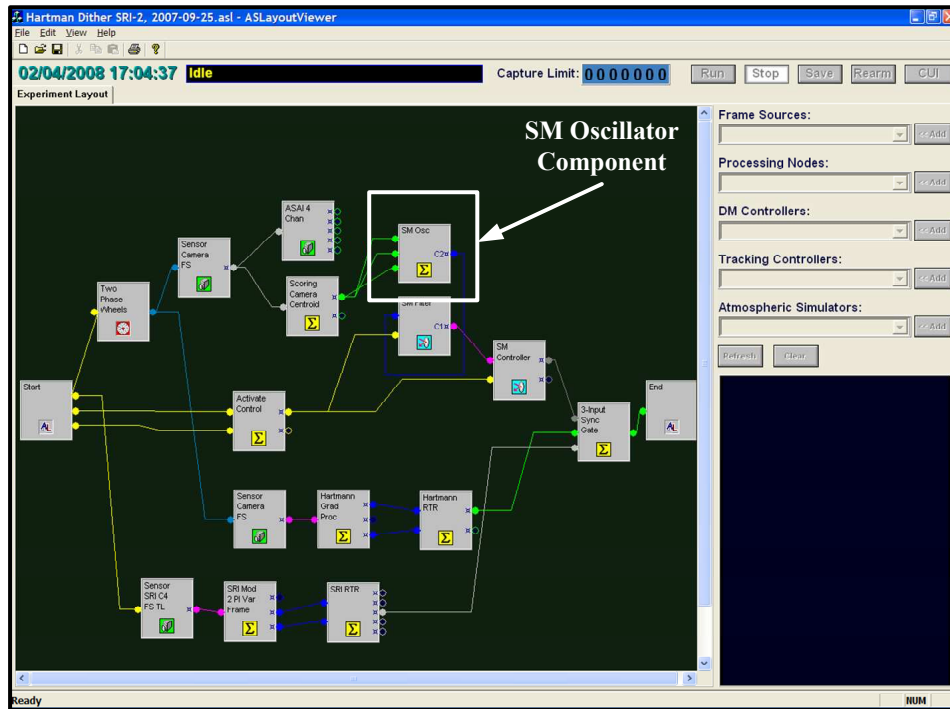 Hartman Dither SRI-2, 2007-09-25.asl - ASLayoutViewer
File Edit View Help
02/04/2008 17:04:37 Idle Capture Limit: 0000000 Run Stop Save Rearm CUI
Experiment Layout
SM Oscillator
Component
Frame Sources:
<<Add
Processing Nodes:
<<Add
DM Controllers:
<<Add
Tracking Controllers:
<<Add
Atmospheric Simulators:
<<Add
Refresh Clear
ASAI 4
Chan
SM Osc
C2
Sensor
Camera
FS
Scoring
Camera
Centroid
SM Filter
C1
Two
Phase
Wheels
SM
Controller
Start
AL
Activate
Control
3-Input
Sync
Gate
End
AL
Sensor
Camera
FS
Hartmann
Grad
Proc
Hartmann
RTR
Sensor
SRI C4
FS TL
SRI Mod
2 PI Var
Frame
SRI RTR
Ready NUM